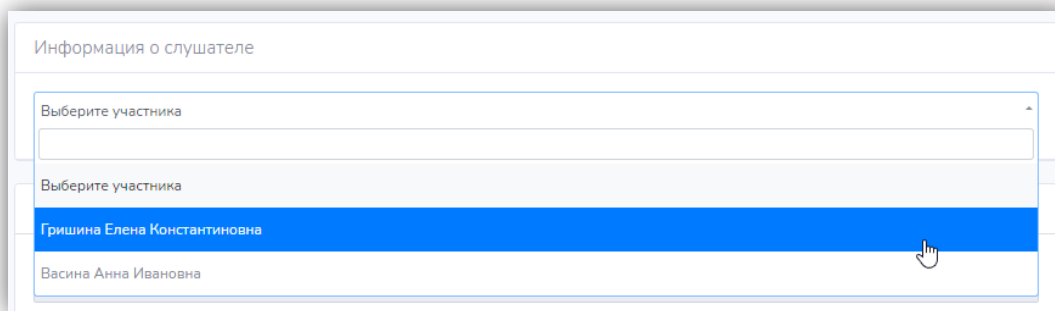 Информация о слушателе
Выберите участника
Выберите участника
Гришина Елена Константиновна
Васина Анна Ивановна